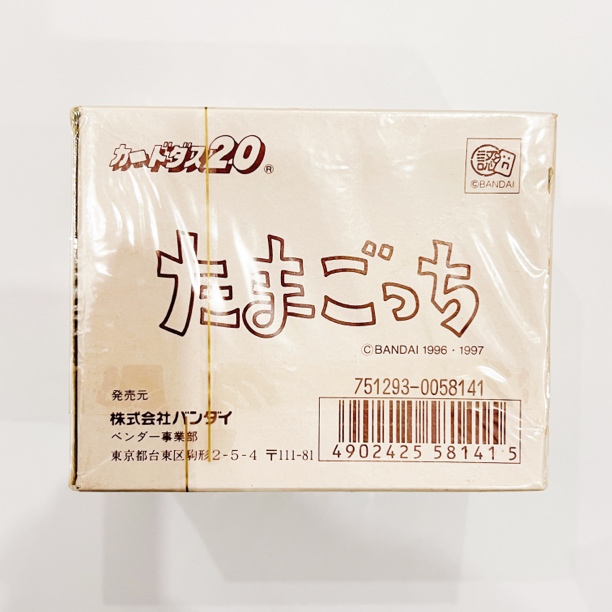 カードダス20®
認
©BANDAI
たまごっち
©BANDAI 1996・1997
751293-0058141
発売元
株式会社バンダイ
ベンダー事業部
東京都台東区駒形2-5-4 〒111-81
4902425 58141 5